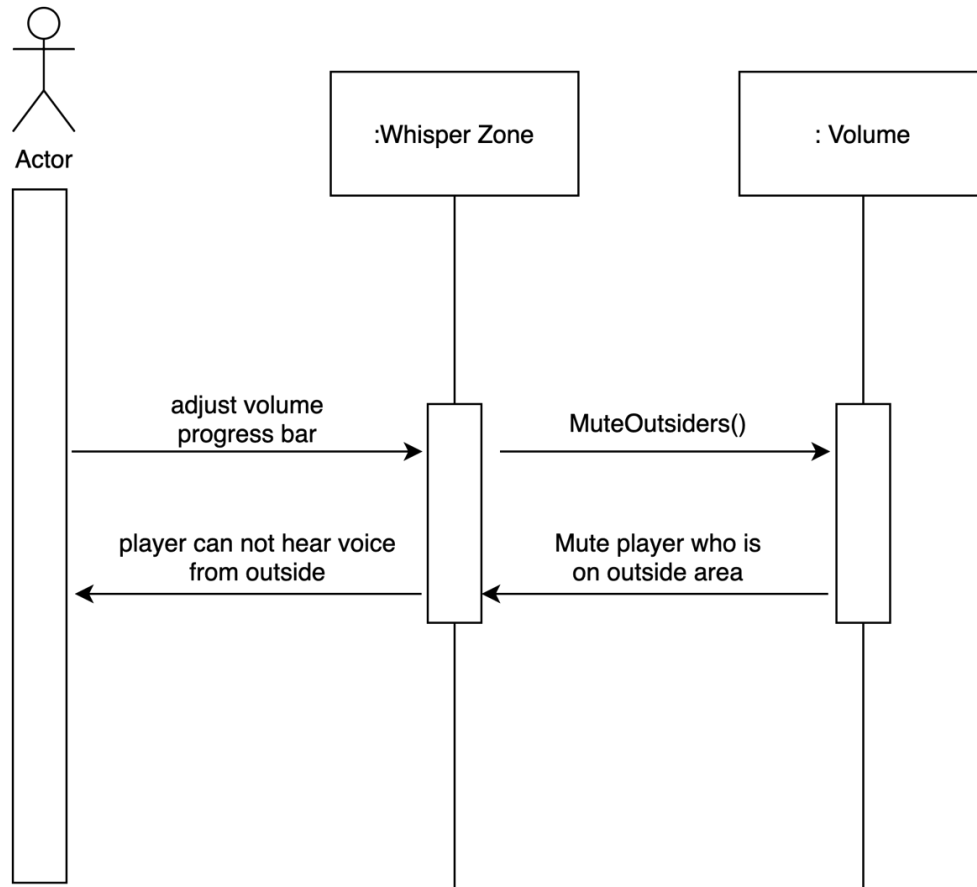 :Whisper Zone
: Volume
Actor
adjust volume
progress bar
MuteOutsiders()
player can not hear voice
from outside
Mute player who is
on outside area